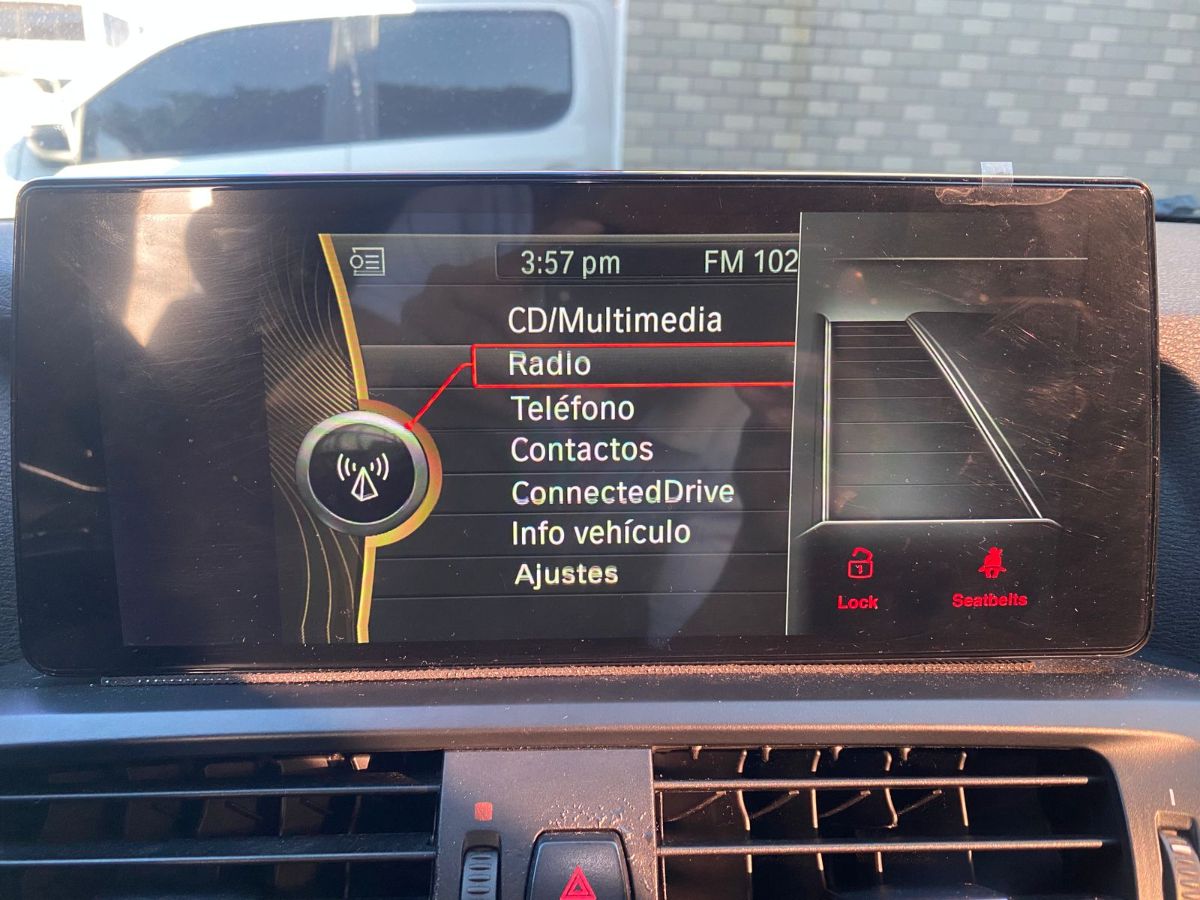 3:57 pm FM 102
CD/Multimedia
Radio
Teléfono
Contactos
ConnectedDrive
Info vehículo
Ajustes
Lock Seatbelts